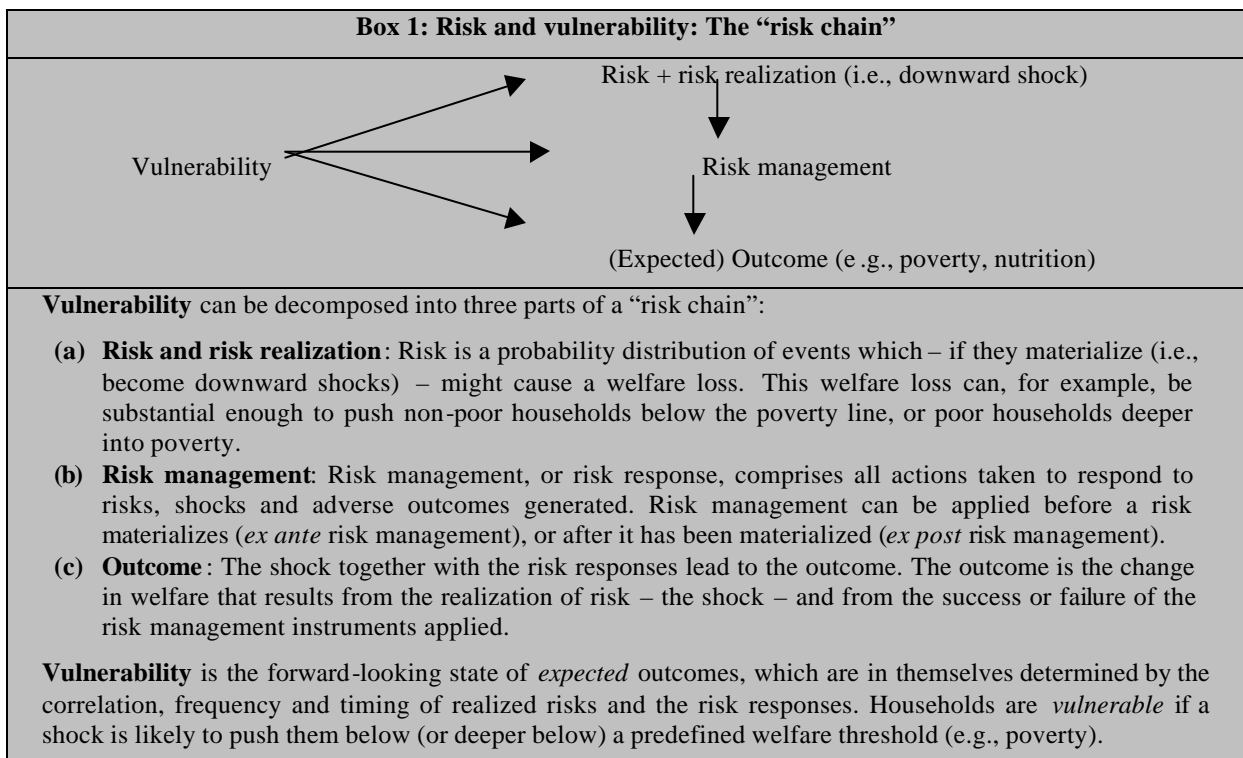 Box 1: Risk and vulnerability: The “risk chain”
Risk + risk realization (i.e., downward shock)
Vulnerability
Risk management
(Expected) Outcome (e .g., poverty, nutrition)
Vulnerability can be decomposed into three parts of a “risk chain”:
(a) Risk and risk realization: Risk is a probability distribution of events which – if they materialize (i.e.,
become downward shocks) – might cause a welfare loss. This welfare loss can, for example, be
substantial enough to push non-poor households below the poverty line, or poor households deeper
into poverty.
(b) Risk management: Risk management, or risk response, comprises all actions taken to respond to
risks, shocks and adverse outcomes generated. Risk management can be applied before a risk
materializes (ex ante risk management), or after it has been materialized (ex post risk management).
(c) Outcome : The shock together with the risk responses lead to the outcome. The outcome is the change
in welfare that results from the realization of risk – the shock – and from the success or failure of the
risk management instruments applied.
Vulnerability is the forward-looking state of expected outcomes, which are in themselves determined by the
correlation, frequency and timing of realized risks and the risk responses. Households are vulnerable if a
shock is likely to push them below (or deeper below) a predefined welfare threshold (e.g., poverty).